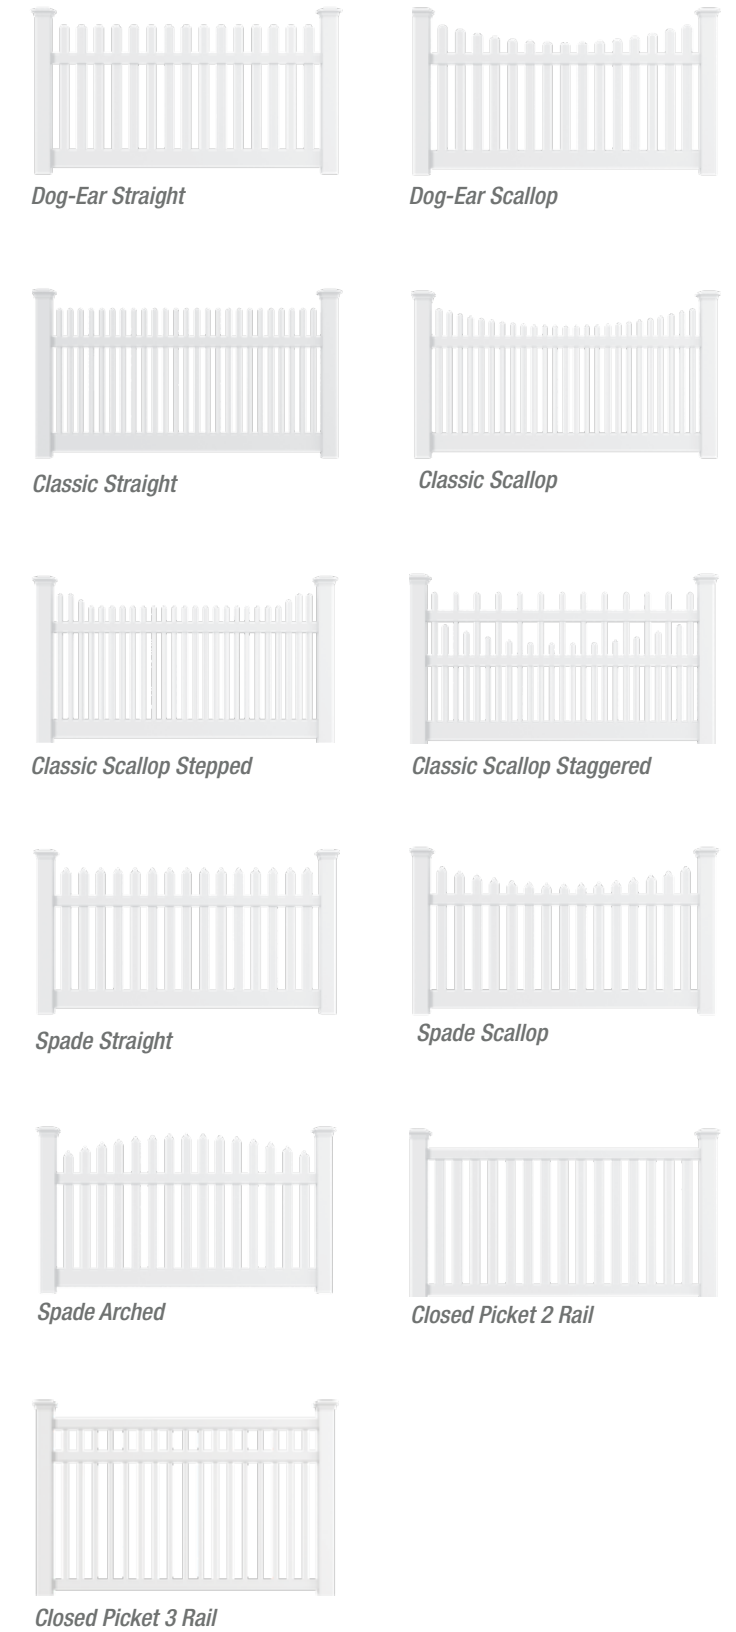 Dog-Ear Straight
Dog-Ear Scallop
Classic Straight
Classic Scallop
Classic Scallop Stepped
Classic Scallop Staggered
Spade Straight
Spade Scallop
Spade Arched
Closed Picket 2 Rail
Closed Picket 3 Rail